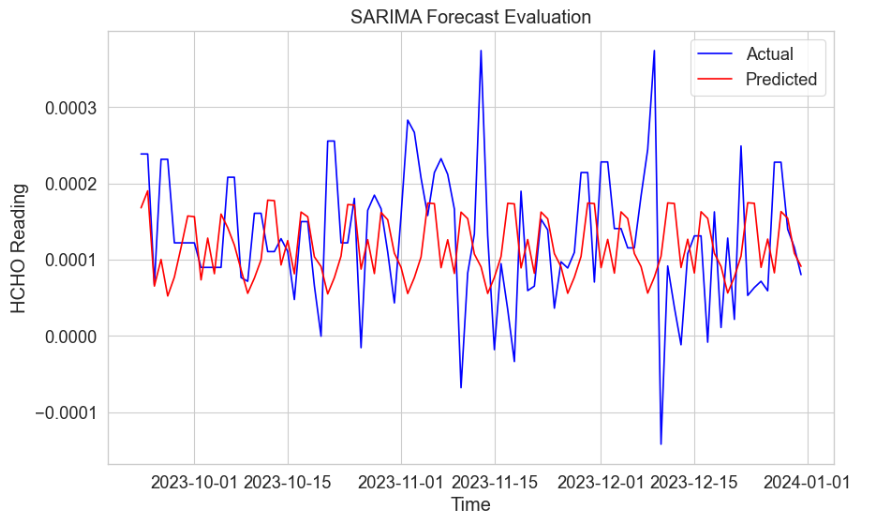 SARIMA Forecast Evaluation
Actual
Predicted
HCHO Reading
0.0003
0.0002
0.0001
0.0000
−0.0001
2023-10-01 2023-10-15 2023-11-01 2023-11-15 2023-12-01 2023-12-15 2024-01-01
Time